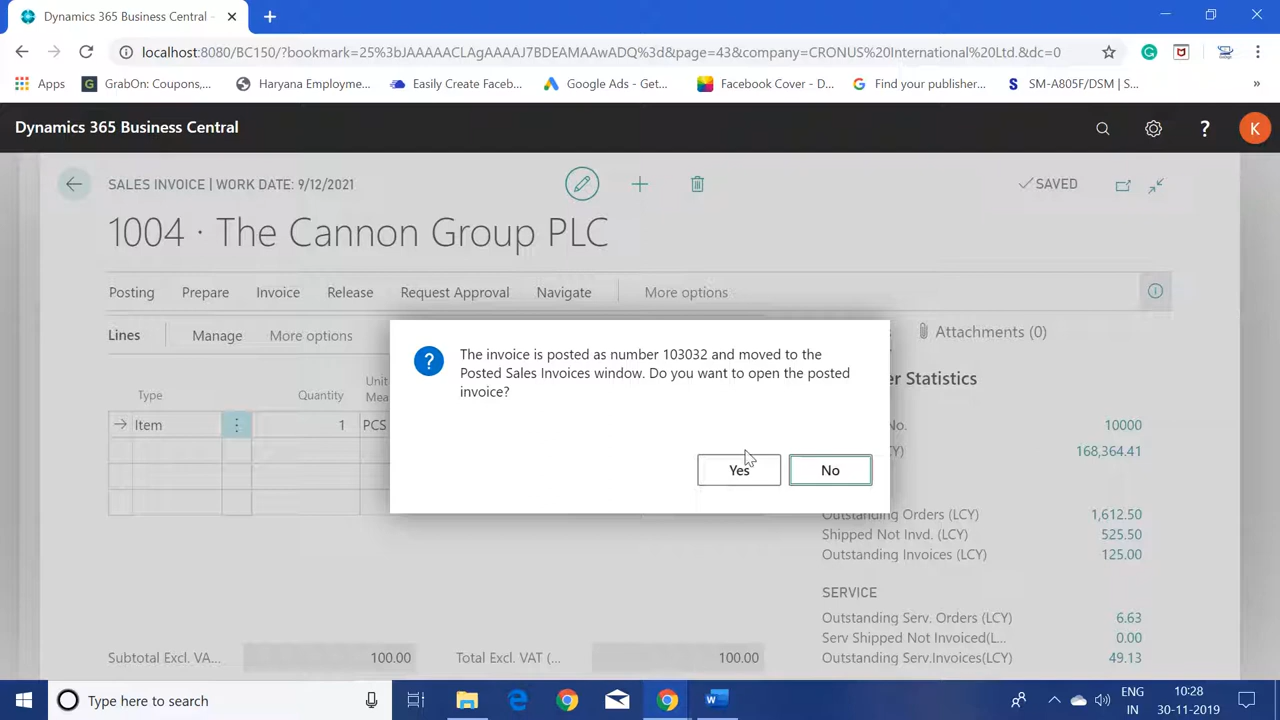 Dynamics 365 Business Central -
localhost:8080/BC150/?bookmark=25%3bJAAAAACLAgAAAAJ7BDEAMAAwADQ%3d&page=43&company=CRONUS%20International%20Ltd.&dc=0
Apps
GrabOn: Coupons,...
Haryana Employme...
Easily Create Faceb...
Google Ads - Get...
Facebook Cover - D...
Find your publisher...
SM-A805F/DSM | S...
»
Dynamics 365 Business Central
?
K
SALES INVOICE | WORK DATE: 9/12/2021
SAVED
1004 · The Cannon Group PLC
Posting
Prepare
Invoice
Release
Request Approval
Navigate
More options
Lines
Manage
More options
Attachments (0)
Type
Quantity
Unit
Mea
Item
1
PCS
The invoice is posted as number 103032 and moved to the
Posted Sales Invoices window. Do you want to open the posted
invoice?
Yes
No
er Statistics
No.
10000
Y)
168,364.41
Outstanding Orders (LCY)
1,612.50
Shipped Not Invd. (LCY)
525.50
Outstanding Invoices (LCY)
125.00
SERVICE
Outstanding Serv. Orders (LCY)
6.63
Serv Shipped Not Invoiced(L...
0.00
Outstanding Serv.Invoices(LCY)
49.13
Subtotal Excl. VA...
100.00
Total Excl. VAT (...
100.00
Type here to search
ENG
IN
10:28
30-11-2019